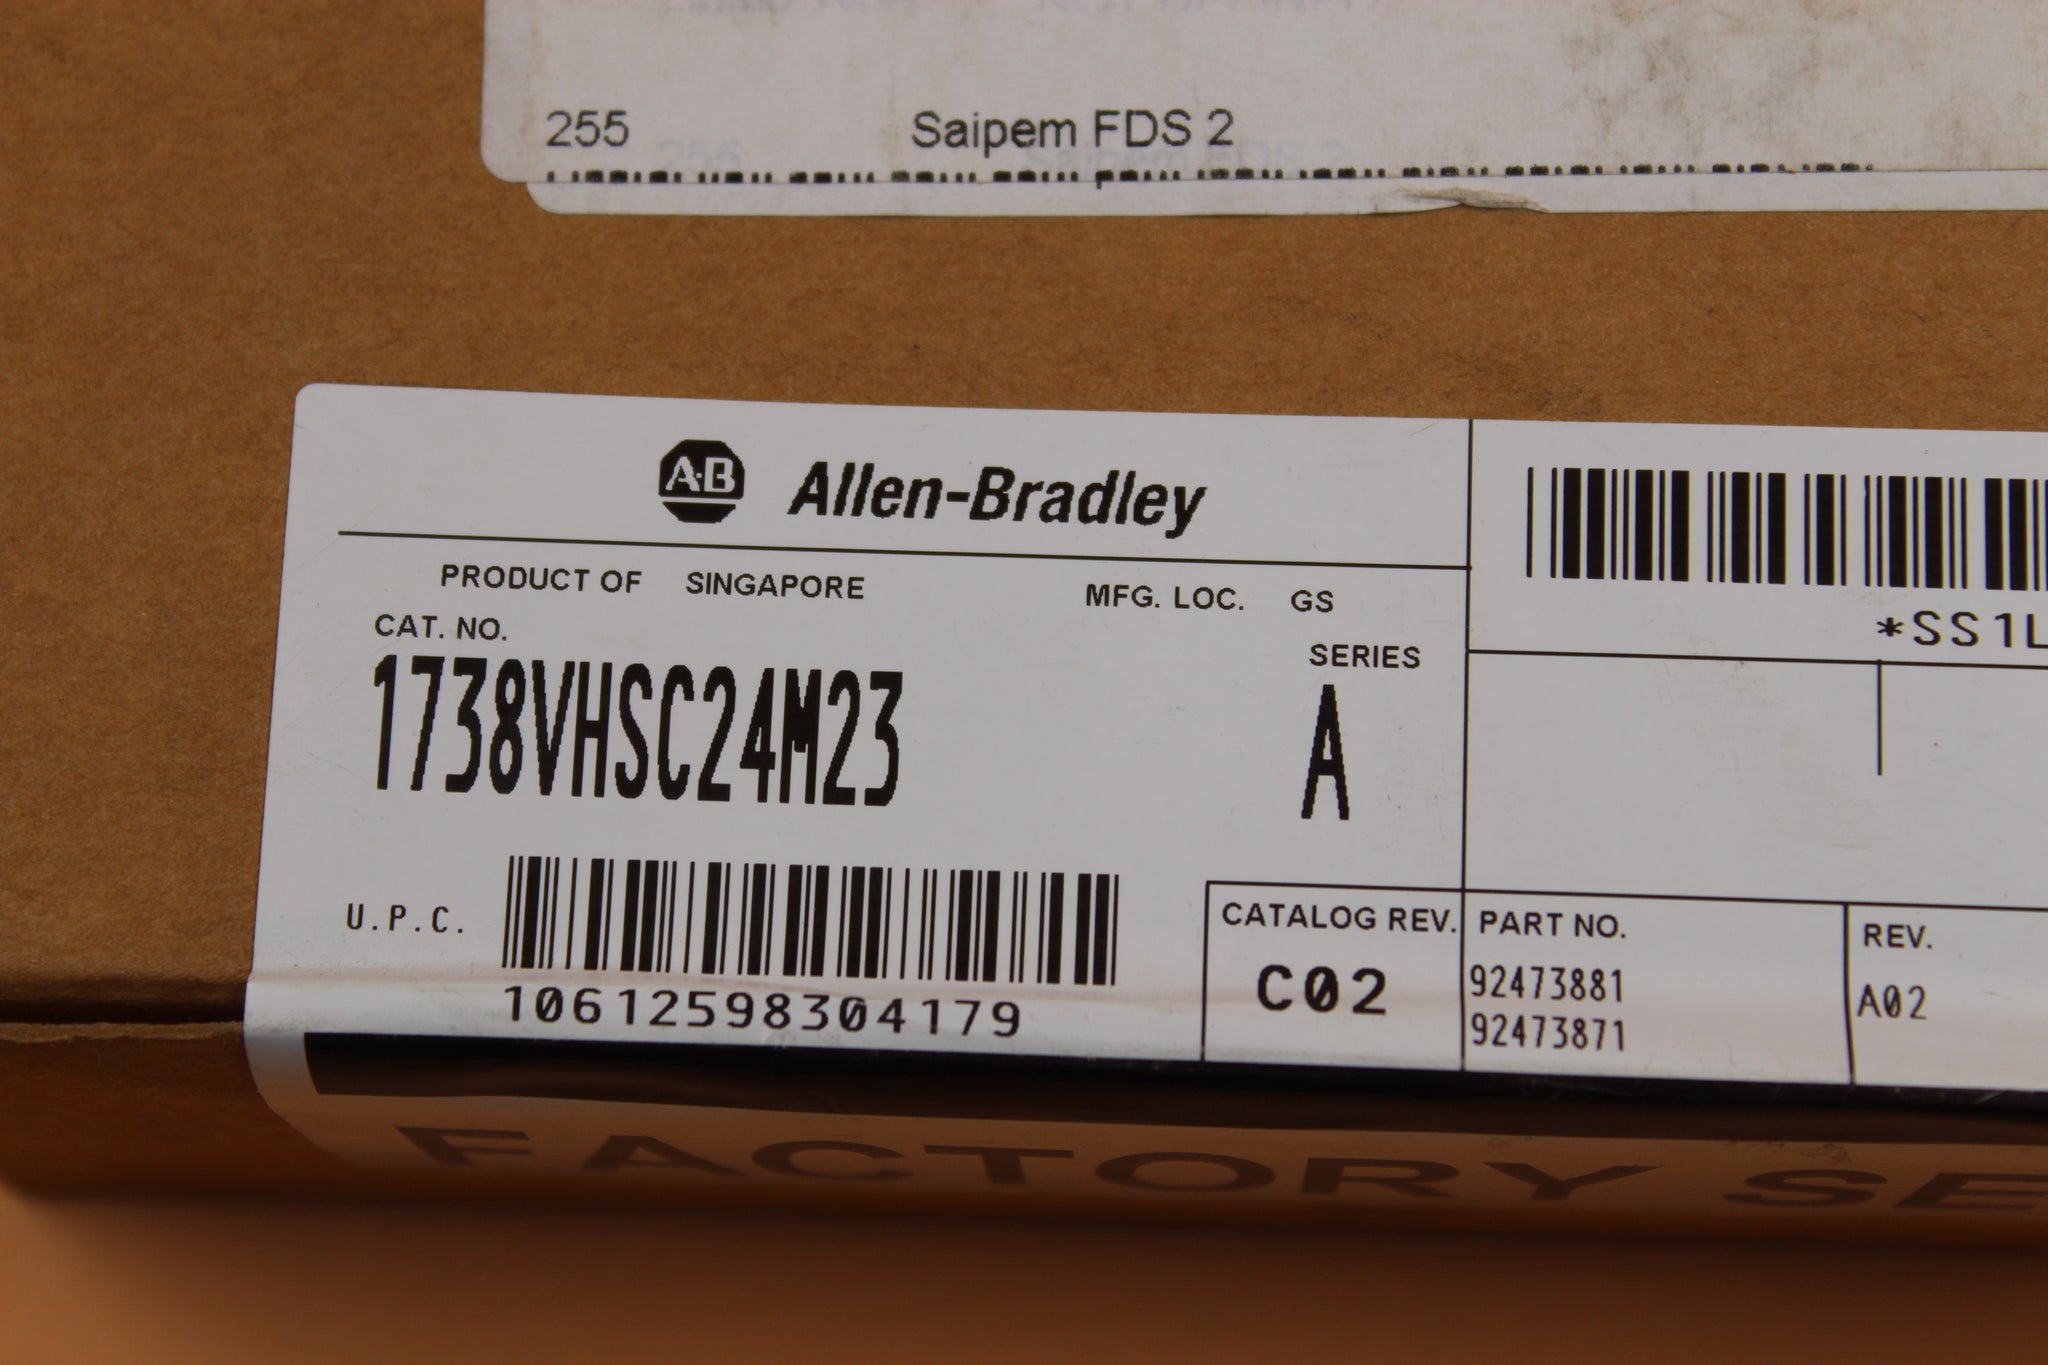 255 Saipem FDS 2
A·B Allen-Bradley
PRODUCT OF SINGAPORE MFG. LOC. GS
CAT. NO.
SERIES
1738VHSC24M23 A
*SS1L
U.P.C.
10612598304179
CATALOG REV. PART NO. REV.
C02 92473881 A02
92473871
FACTORY SE